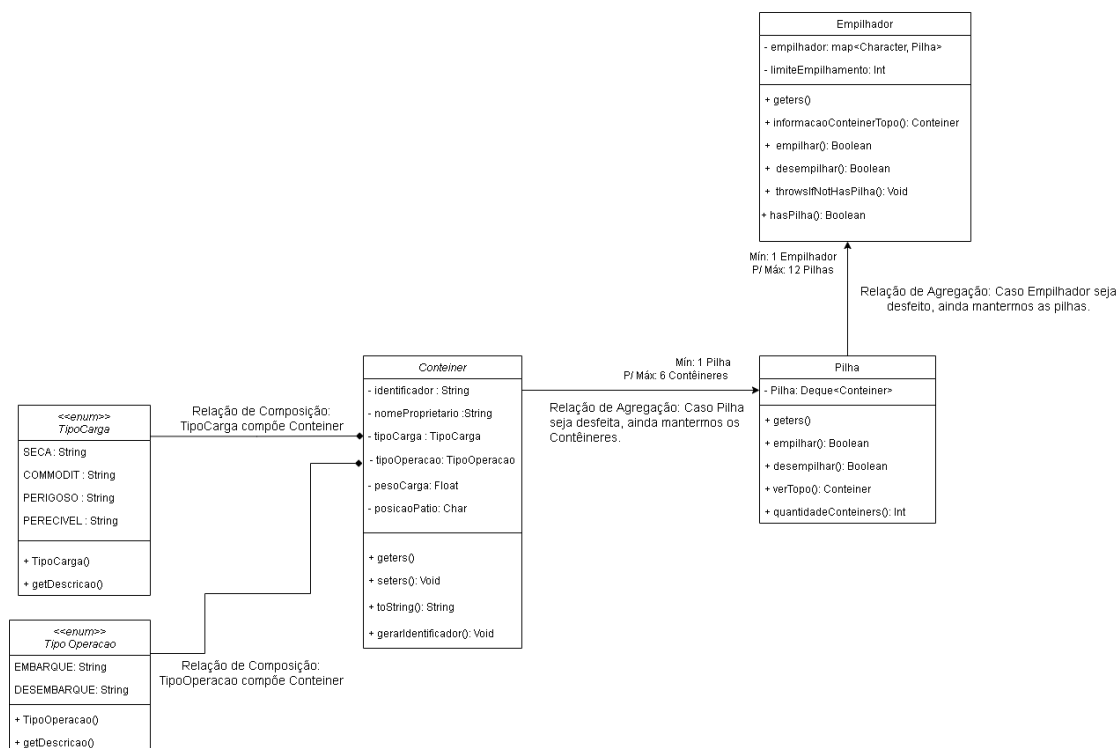 Empilhador
- empilhador: map<Character, Pilha>
- limiteEmpilhamento: Int
+ geters()
+ informacaoConteinerTopo(): Conteiner
+ empilhar(): Boolean
+ desempilhar(): Boolean
+ throwsIfNotHasPilha(): Void
+ hasPilha(): Boolean
Mín: 1 Empilhador
P/ Máx: 12 Pilhas
Relação de Agregação: Caso Empilhador seja
desfeito, ainda mantermos as pilhas.
Mín: 1 Pilha
P/ Máx: 6 Contêineres
Relação de Agregação: Caso Pilha
seja desfeita, ainda mantermos os
Contêineres.
Pilha
- Pilha: Deque<Conteiner>
+ geters()
+ empilhar(): Boolean
+ desempilhar(): Boolean
+ verTopo(): Conteiner
+ quantidadeConteiners(): Int
Conteiner
- identificador : String
- nomeProprietario :String
- tipoCarga : TipoCarga
- tipoOperacao: TipoOperacao
- pesoCarga: Float
- posicaoPatio: Char
+ geters()
+ seters(): Void
+ toString(): String
+ gerarIdentificador(): Void
Relação de Composição:
TipoCarga compõe Conteiner
<<enum>>
TipoCarga
SECA: String
COMMODIT : String
PERIGOSO : String
PERECIVEL : String
+ TipoCarga()
+ getDescricao()
<<enum>>
Tipo Operacao
EMBARQUE: String
DESEMBARQUE: String
+ TipoOperacao()
+ getDescricao()
Relação de Composição:
TipoOperacao compõe Conteiner